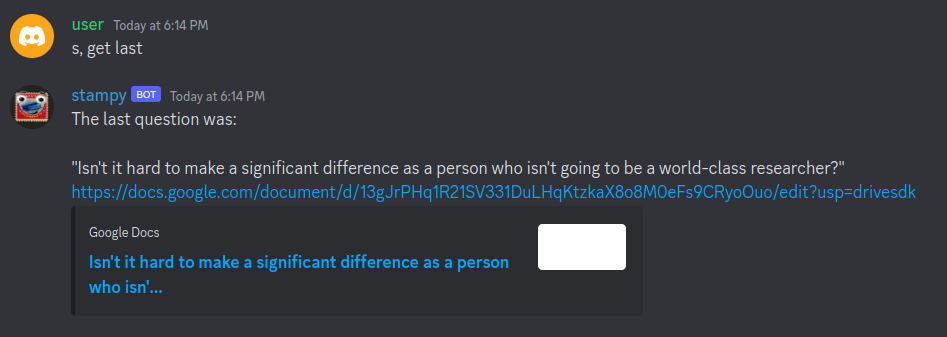 user Today at 6:14 PM
s, get last
stampy BOT Today at 6:14 PM
The last question was:
"Isn't it hard to make a significant difference as a person who isn't going to be a world-class researcher?"
https://docs.google.com/document/d/13gJrPHq1R21SV331DuLHqKtzkaX8o8M0eFs9CRyoOuo/edit?usp=drivesdk
Google Docs
Isn't it hard to make a significant difference as a person
who isn'...